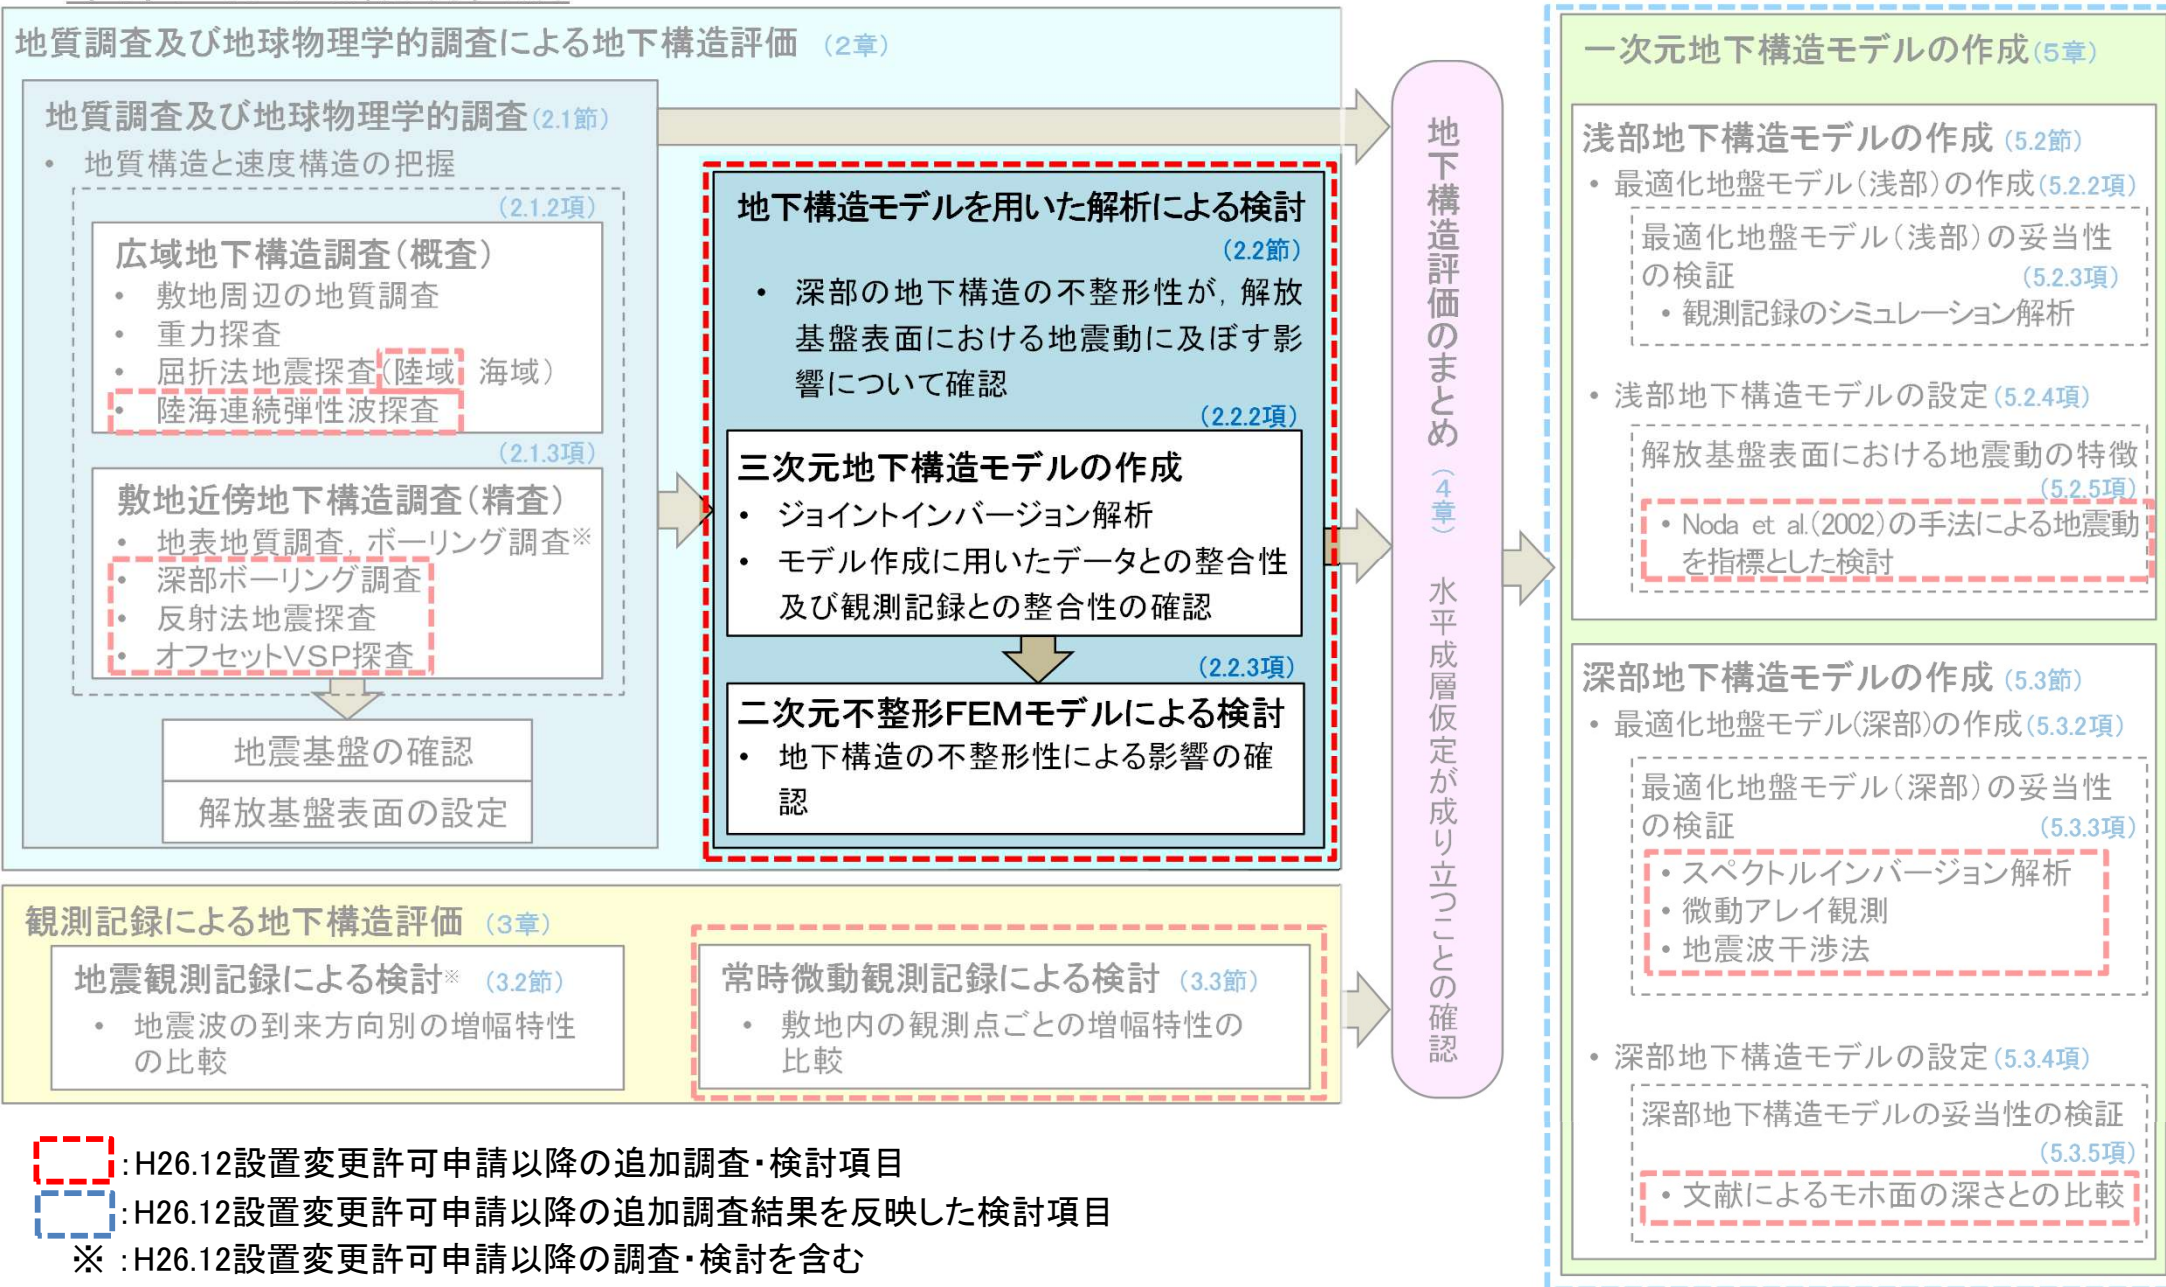 地質調査及び地球物理学的調査による地下構造評価 (2章)
地質調査及び地球物理学的調査(2.1節)
• 地質構造と速度構造の把握
(2.1.2項)
広域地下構造調査(概査)
• 敷地周辺の地質調査
• 重力探査
• 屈折法地震探査(陸域 海域)
• 陸海連続弾性波探査
(2.1.3項)
敷地近傍地下構造調査(精査)
• 地表地質調査, ボーリング調査※
• 深部ボーリング調査
• 反射法地震探査
• オフセットVSP探査
地震基盤の確認
解放基盤表面の設定
地下構造モデルを用いた解析による検討
(2.2節)
• 深部の地下構造の不整形性が, 解放
基盤表面における地震動に及ぼす影
響について確認
(2.2.2項)
三次元地下構造モデルの作成
• ジョイントインバージョン解析
• モデル作成に用いたデータとの整合性
及び観測記録との整合性の確認
(2.2.3項)
二次元不整形FEMモデルによる検討
• 地下構造の不整形性による影響の確
認
観測記録による地下構造評価 (3章)
地震観測記録による検討※ (3.2節)
• 地震波の到来方向別の増幅特性
の比較
常時微動観測記録による検討 (3.3節)
• 敷地内の観測点ごとの増幅特性の
比較
地下構造評価のまとめ(4章) 水平成層仮定が成り立つことの確認
一次元地下構造モデルの作成(5章)
浅部地下構造モデルの作成 (5.2節)
• 最適化地盤モデル(浅部)の作成(5.2.2項)
最適化地盤モデル(浅部)の妥当性
の検証 (5.2.3項)
• 観測記録のシミュレーション解析
• 浅部地下構造モデルの設定(5.2.4項)
解放基盤表面における地震動の特徴
(5.2.5項)
• Noda et al.(2002)の手法による地震動
を指標とした検討
深部地下構造モデルの作成 (5.3節)
• 最適化地盤モデル(深部)の作成(5.3.2項)
最適化地盤モデル(深部)の妥当性
の検証 (5.3.3項)
• スペクトルインバージョン解析
• 微動アレイ観測
• 地震波干渉法
• 深部地下構造モデルの設定(5.3.4項)
深部地下構造モデルの妥当性の検証
(5.3.5項)
• 文献によるモホ面の深さとの比較
:H26.12設置変更許可申請以降の追加調査・検討項目
:H26.12設置変更許可申請以降の追加調査結果を反映した検討項目
※ :H26.12設置変更許可申請以降の調査・検討を含む